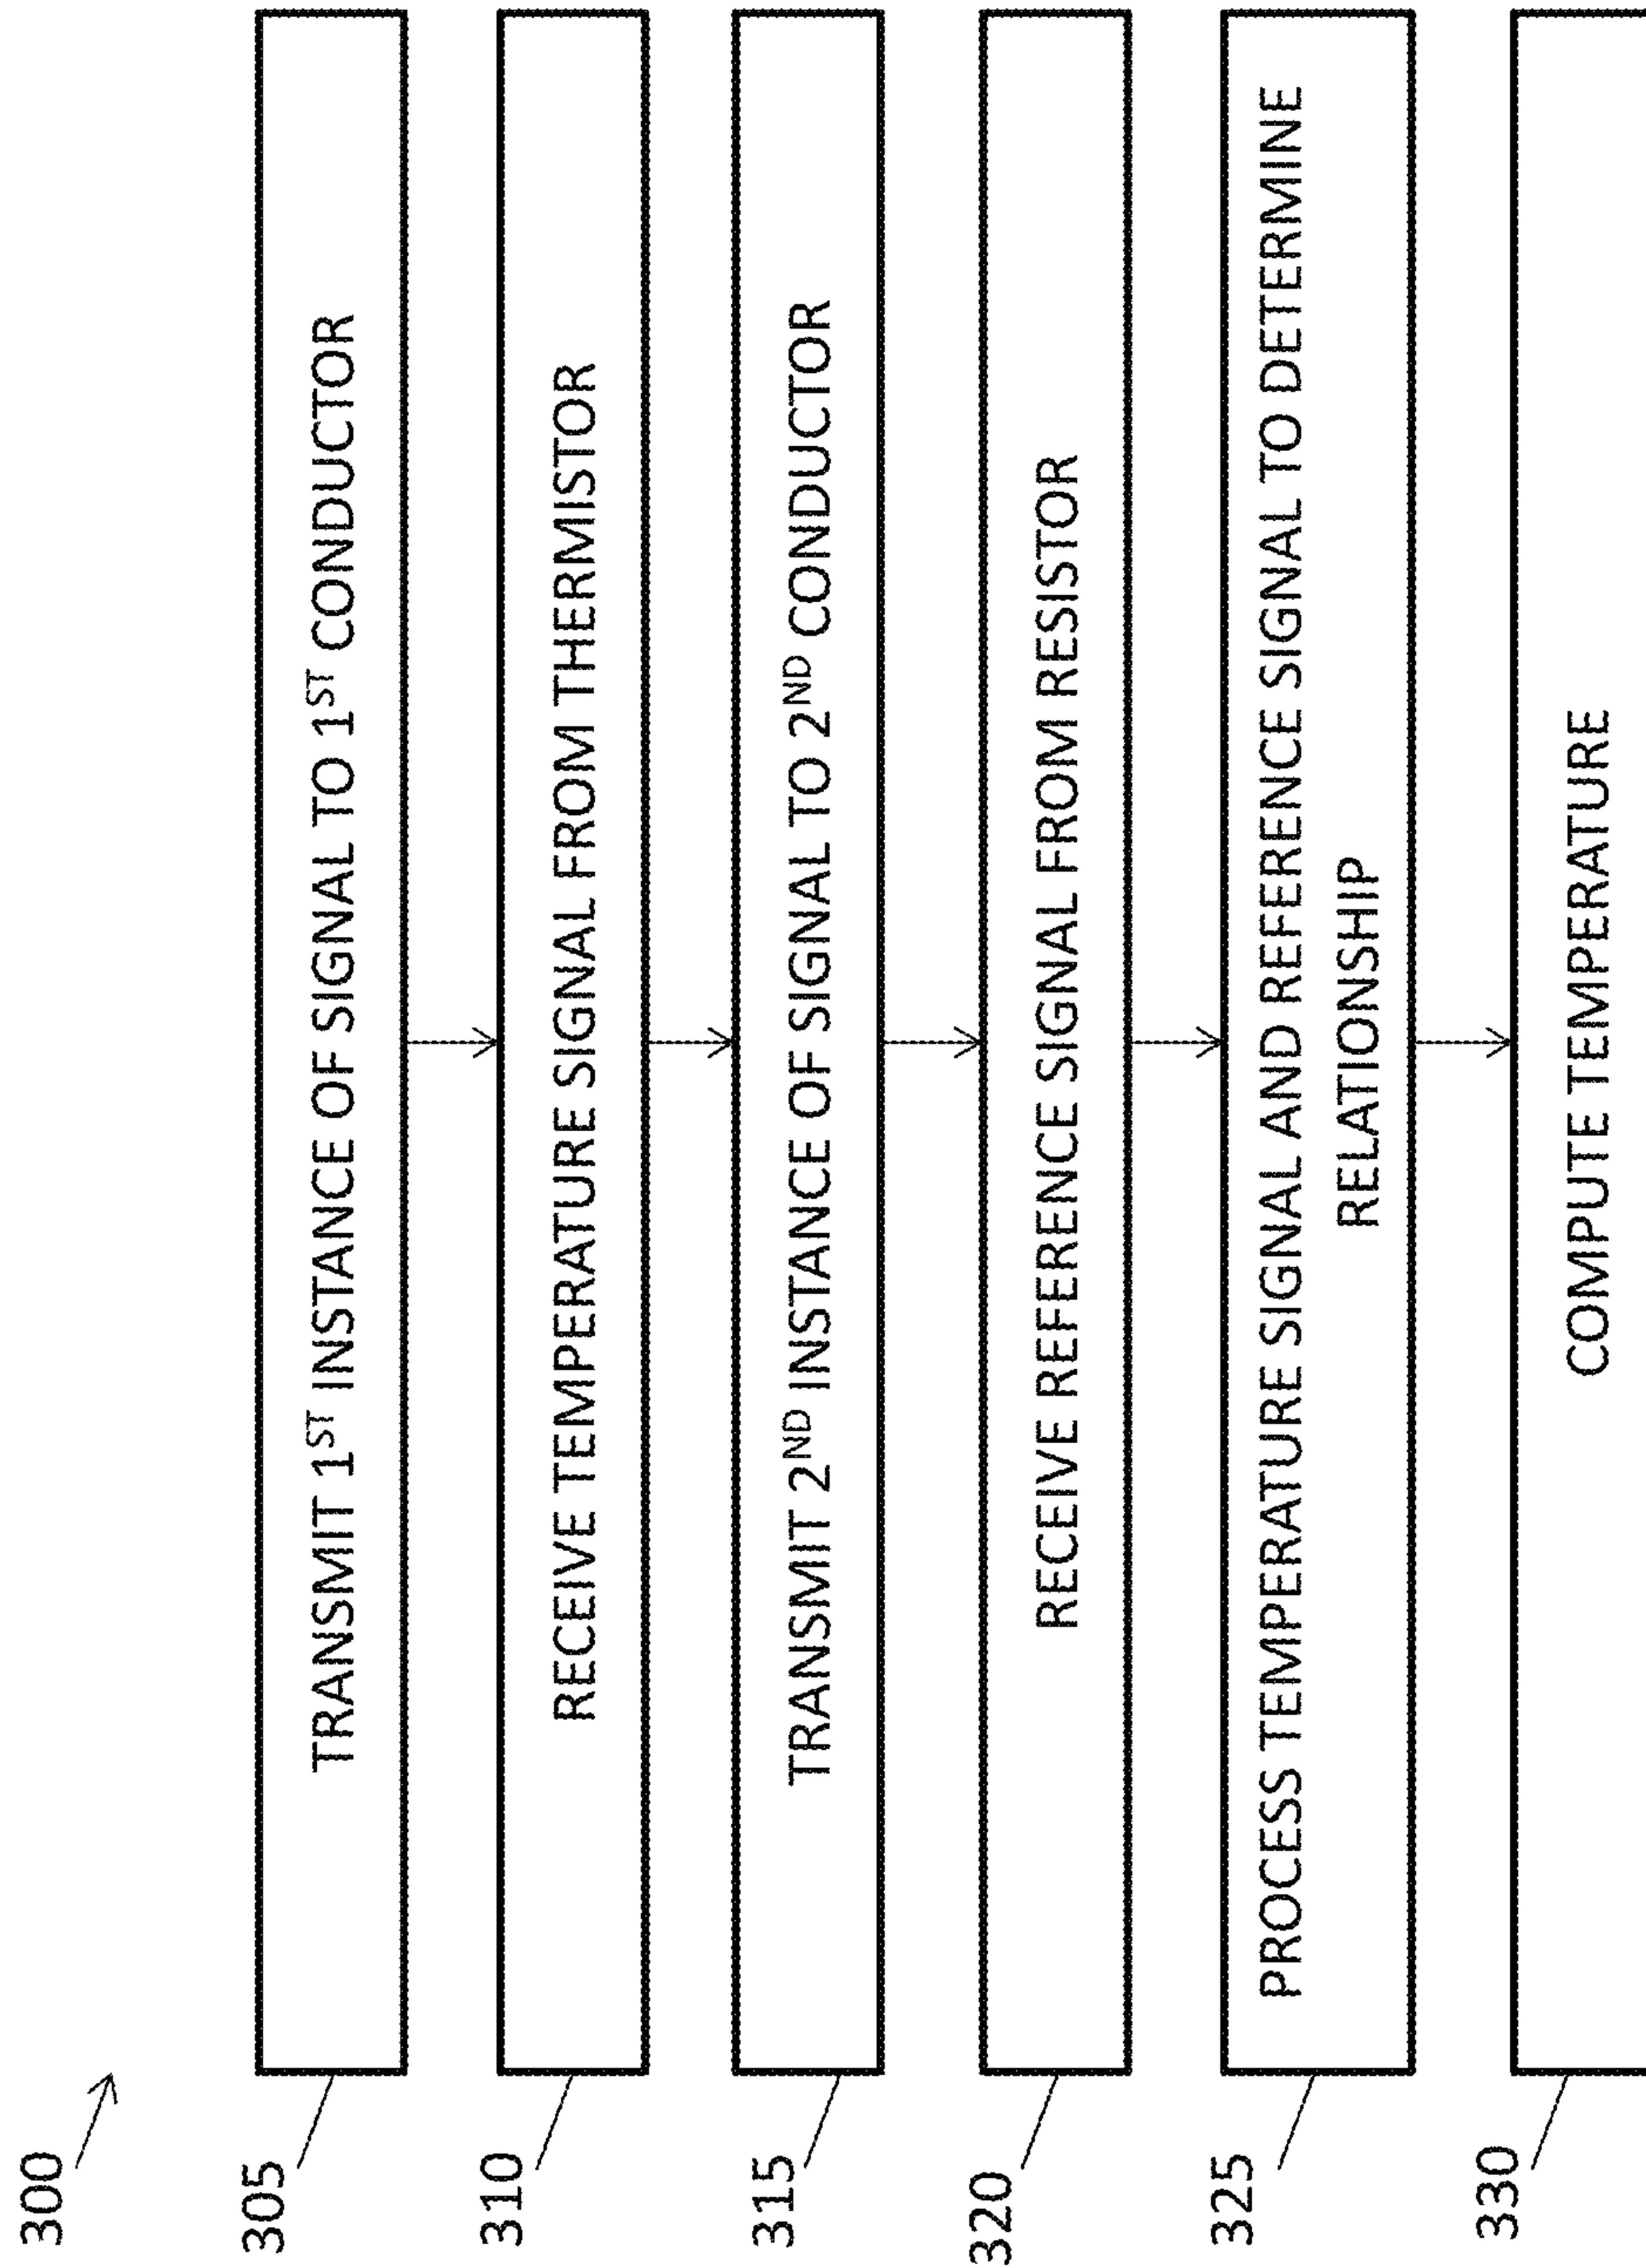 300
305
TRANSMIT 1ST INSTANCE OF SIGNAL TO 1ST CONDUCTOR
310
RECEIVE TEMPERATURE SIGNAL FROM THERMISTOR
315
TRANSMIT 2ND INSTANCE OF SIGNAL TO 2ND CONDUCTOR
320
RECEIVE REFERENCE SIGNAL FROM RESISTOR
325
PROCESS TEMPERATURE SIGNAL AND REFERENCE SIGNAL TO DETERMINE
RELATIONSHIP
330
COMPUTE TEMPERATURE